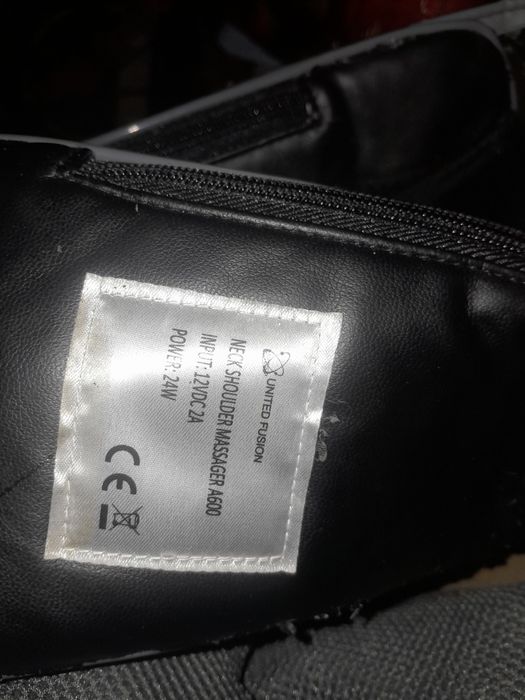 UNITED FUSION
NECK SHOULDER MASSAGER A600
INPUT: 12VDC 2A
POWER: 24W
CE